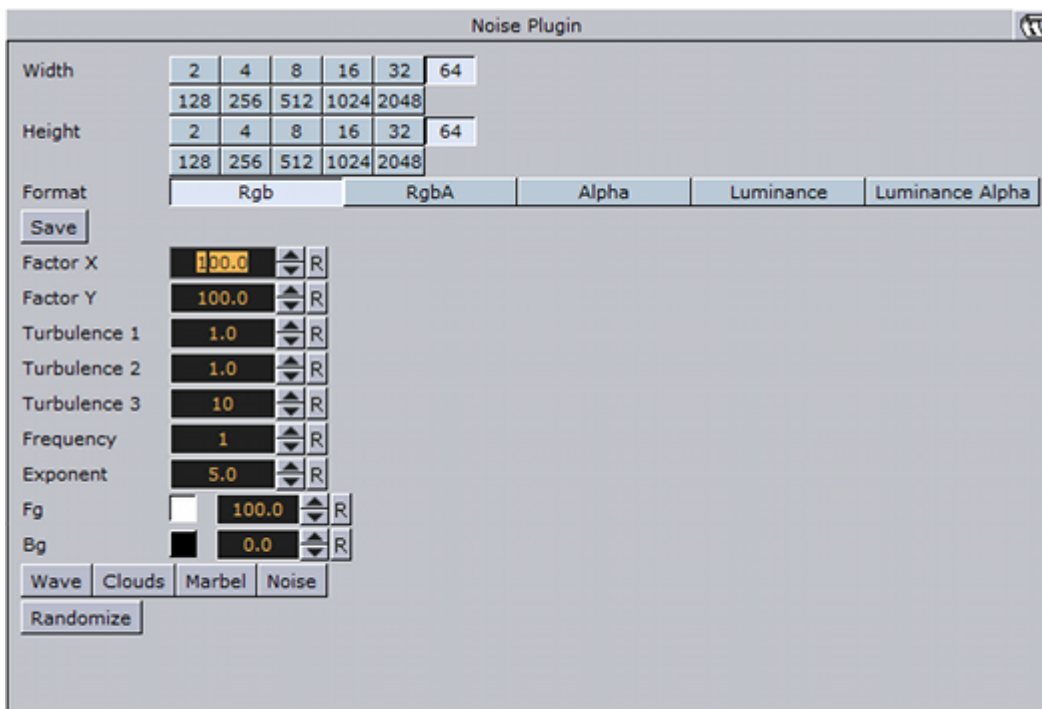 Noise Plugin
Width 2 4 8 16 32 64
128 256 512 1024 2048
Height 2 4 8 16 32 64
128 256 512 1024 2048
Format Rgb RgbA Alpha Luminance Luminance Alpha
Save
Factor X 100.0 R
Factor Y 100.0 R
Turbulence 1 1.0 R
Turbulence 2 1.0 R
Turbulence 3 10 R
Frequency 1 R
Exponent 5.0 R
Fg 100.0 R
Bg 0.0 R
Wave Clouds Marbel Noise
Randomize